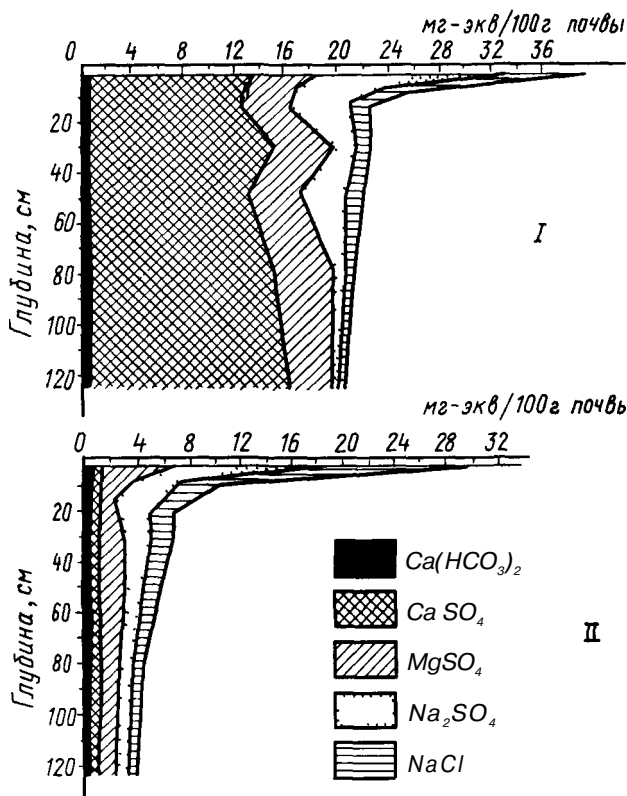 мг-экв/100г почвы
0 4 8 12 16 20 24 28 32 36
Глубина, см
20
40
60
80
100
120
I
мг-экв/100г почвы
0 4 8 12 16 20 24 28 32
Глубина, см
20
40
60
80
100
120
Ca(HCO₃)₂
Ca SO₄
MgSO₄
Na₂SO₄
NaCl
II